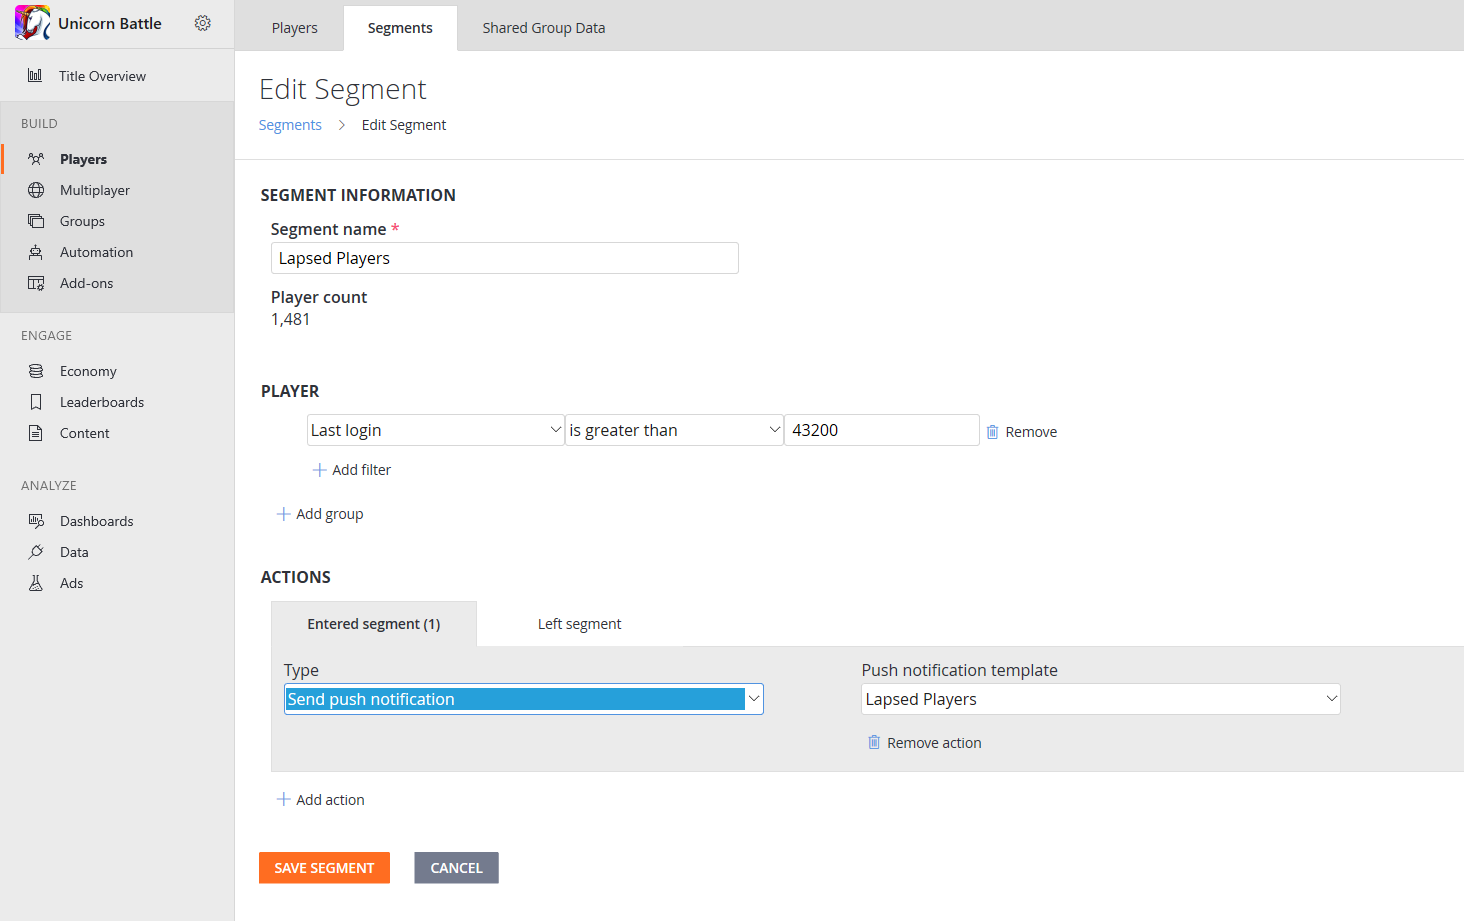 Unicorn Battle
Players
Segments
Shared Group Data
Title Overview
BUILD
Players
Multiplayer
Groups
Automation
Add-ons
ENGAGE
Economy
Leaderboards
Content
ANALYZE
Dashboards
Data
Ads
Edit Segment
Segments > Edit Segment
SEGMENT INFORMATION
Segment name *
Lapsed Players
Player count
1,481
PLAYER
Last login is greater than 43200 Remove
Add filter
Add group
ACTIONS
Entered segment (1) Left segment
Type Push notification template
Send push notification Lapsed Players
Remove action
Add action
SAVE SEGMENT CANCEL